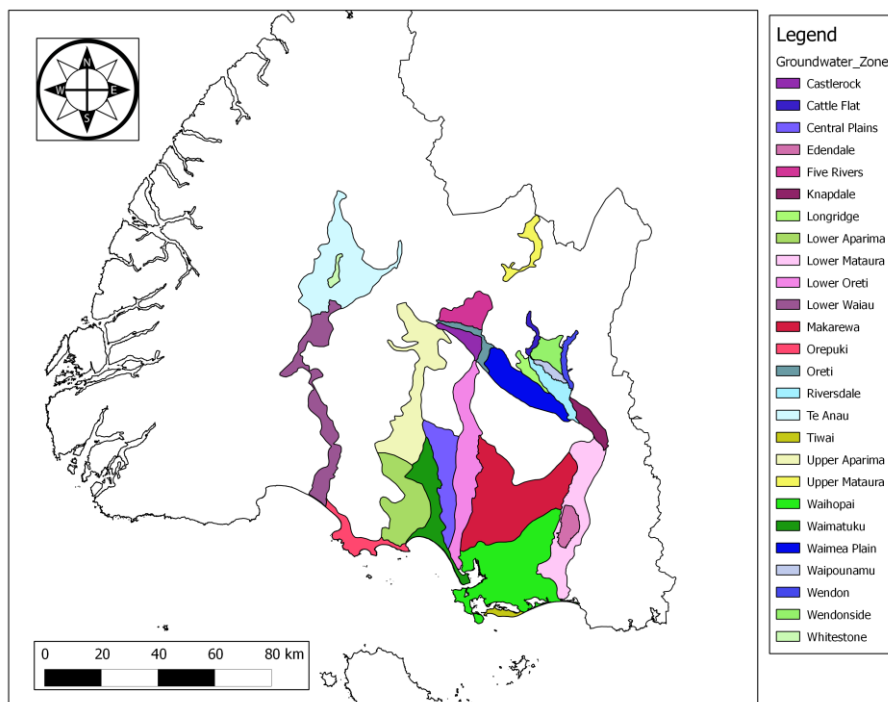 N
W
E
S
0 20 40 60 80 km
Legend
Groundwater_Zone
Castlerock
Cattle Flat
Central Plains
Edendale
Five Rivers
Knapdale
Longridge
Lower Aparima
Lower Mataura
Lower Oreti
Lower Waiau
Makarewa
Orepuki
Oreti
Riversdale
Te Anau
Tiwai
Upper Aparima
Upper Mataura
Waihopai
Waimatuku
Waimea Plain
Waipounamu
Wendon
Wendonside
Whitestone